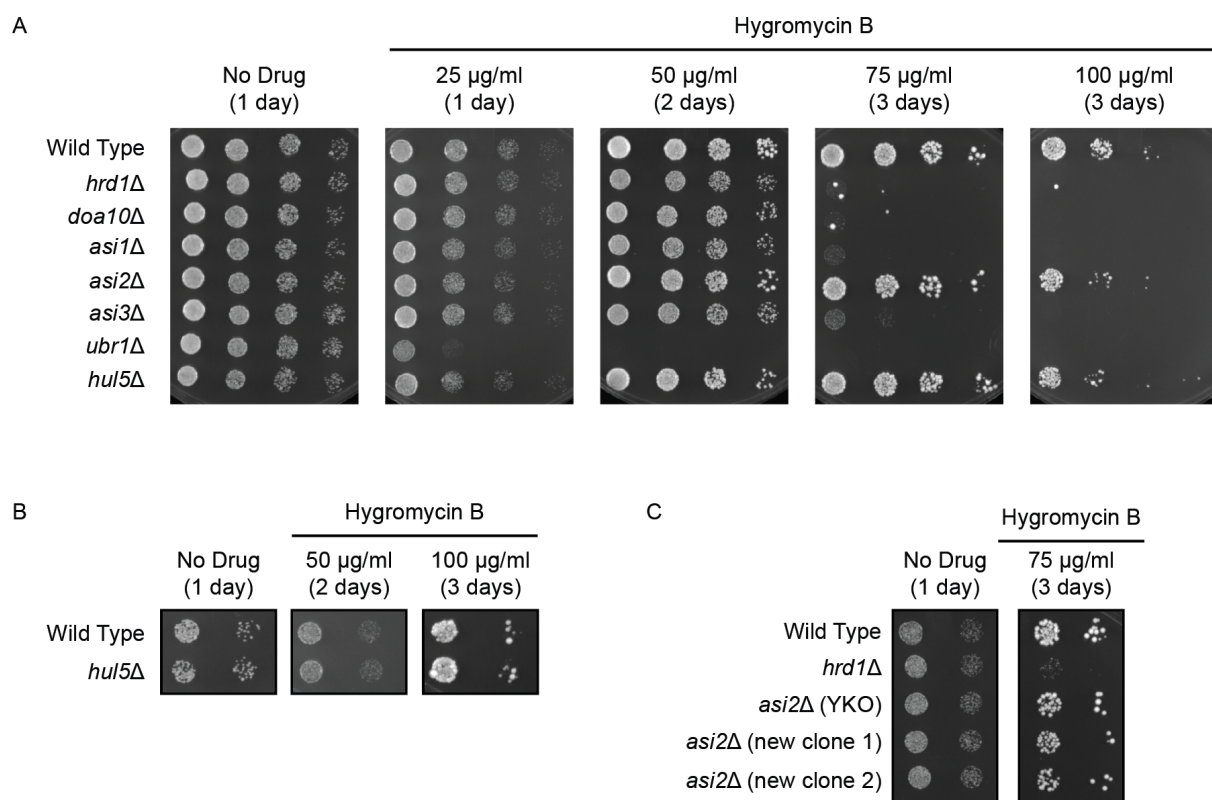 A
Hygromycin B
No Drug
(1 day)
25 µg/ml
(1 day)
50 µg/ml
(2 days)
75 µg/ml
(3 days)
100 µg/ml
(3 days)
Wild Type
hrd1Δ
doa10Δ
asi1Δ
asi2Δ
asi3Δ
ubr1Δ
hul5Δ
B
Hygromycin B
No Drug
(1 day)
50 µg/ml
(2 days)
100 µg/ml
(3 days)
Wild Type
hul5Δ
C
Hygromycin B
No Drug
(1 day)
75 µg/ml
(3 days)
Wild Type
hrd1Δ
asi2Δ (YKO)
asi2Δ (new clone 1)
asi2Δ (new clone 2)